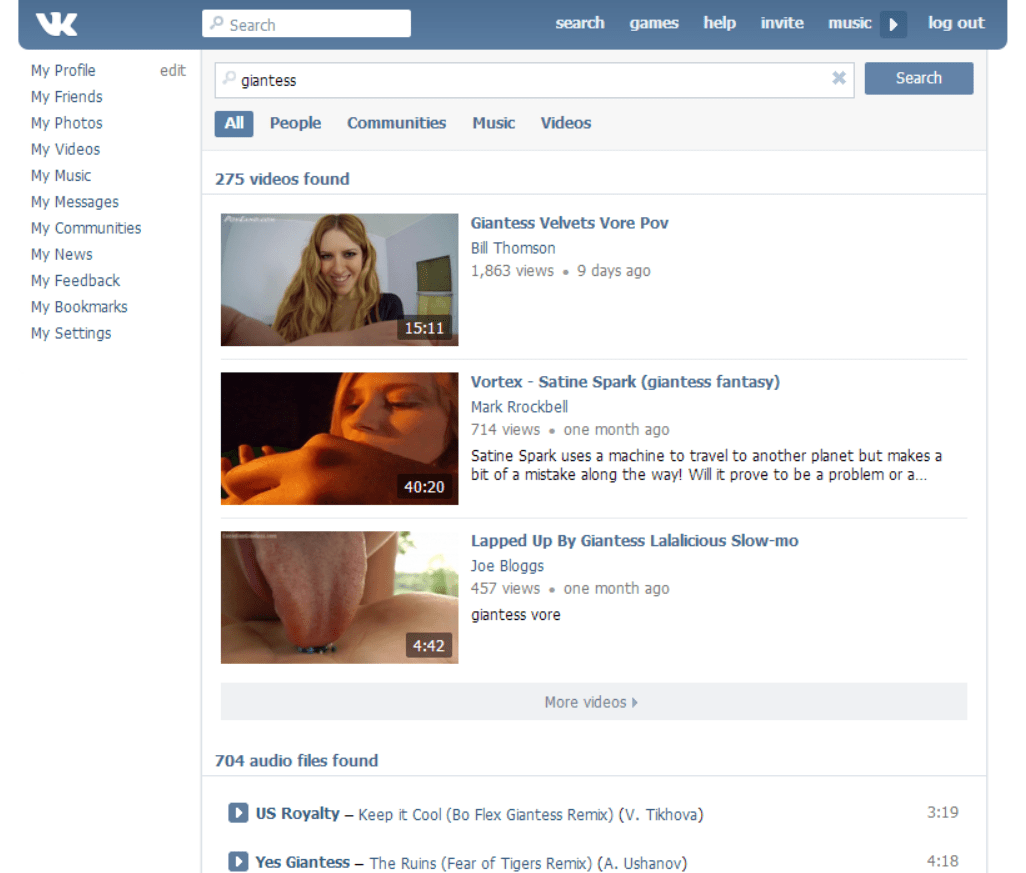 Search
search games help invite music log out
My Profile edit
My Friends
My Photos
My Videos
My Music
My Messages
My Communities
My News
My Feedback
My Bookmarks
My Settings
giantess
Search
All People Communities Music Videos
275 videos found
15:11
Giantess Velvets Vore Pov
Bill Thomson
1,863 views • 9 days ago
40:20
Vortex - Satine Spark (giantess fantasy)
Mark Rrockbell
714 views • one month ago
Satine Spark uses a machine to travel to another planet but makes a
bit of a mistake along the way! Will it prove to be a problem or a...
4:42
Lapped Up By Giantess Lalalicious Slow-mo
Joe Bloggs
457 views • one month ago
giantess vore
More videos
704 audio files found
US Royalty – Keep it Cool (Bo Flex Giantess Remix) (V. Tikhova) 3:19
Yes Giantess – The Ruins (Fear of Tigers Remix) (A. Ushanov) 4:18